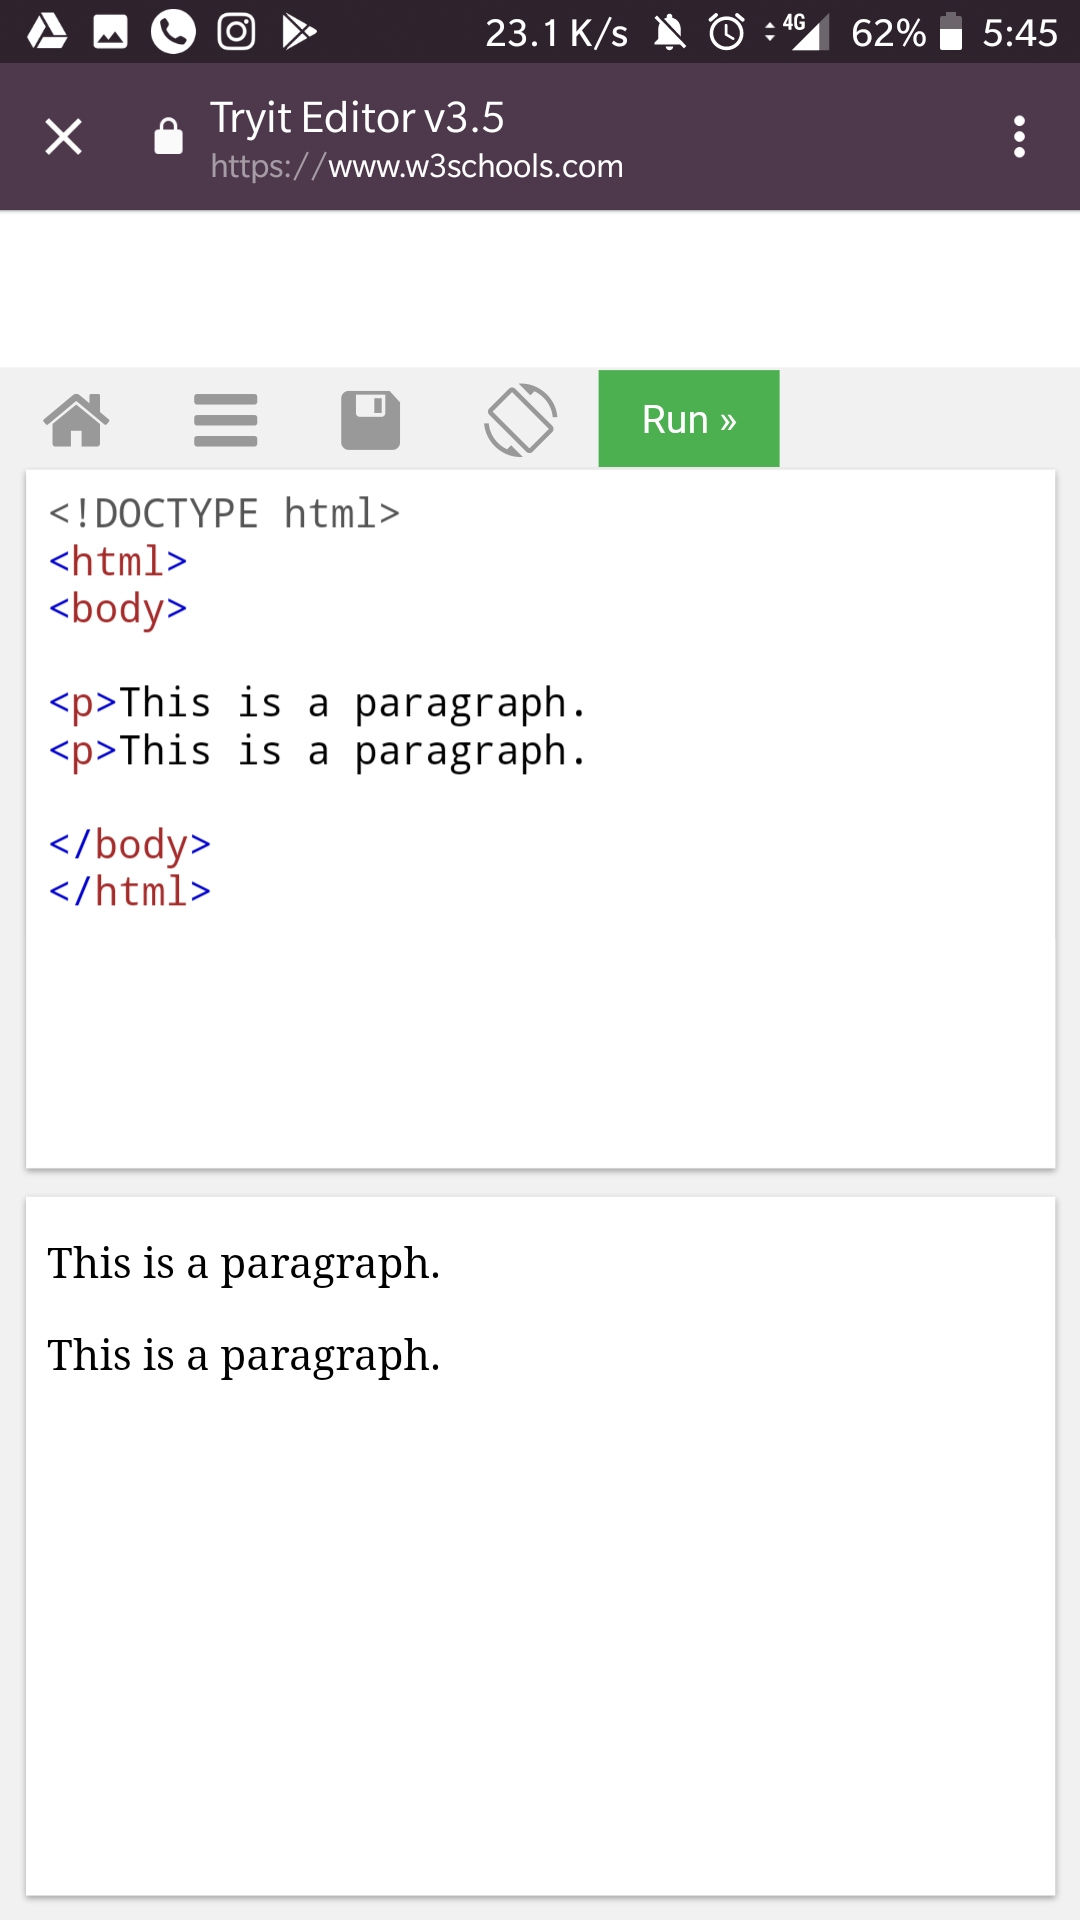 23.1 K/s 4G 62% 5:45
Tryit Editor v3.5
https://www.w3schools.com
Run »
<!DOCTYPE html>
<html>
<body>
<p>This is a paragraph.
<p>This is a paragraph.
</body>
</html>
This is a paragraph.
This is a paragraph.